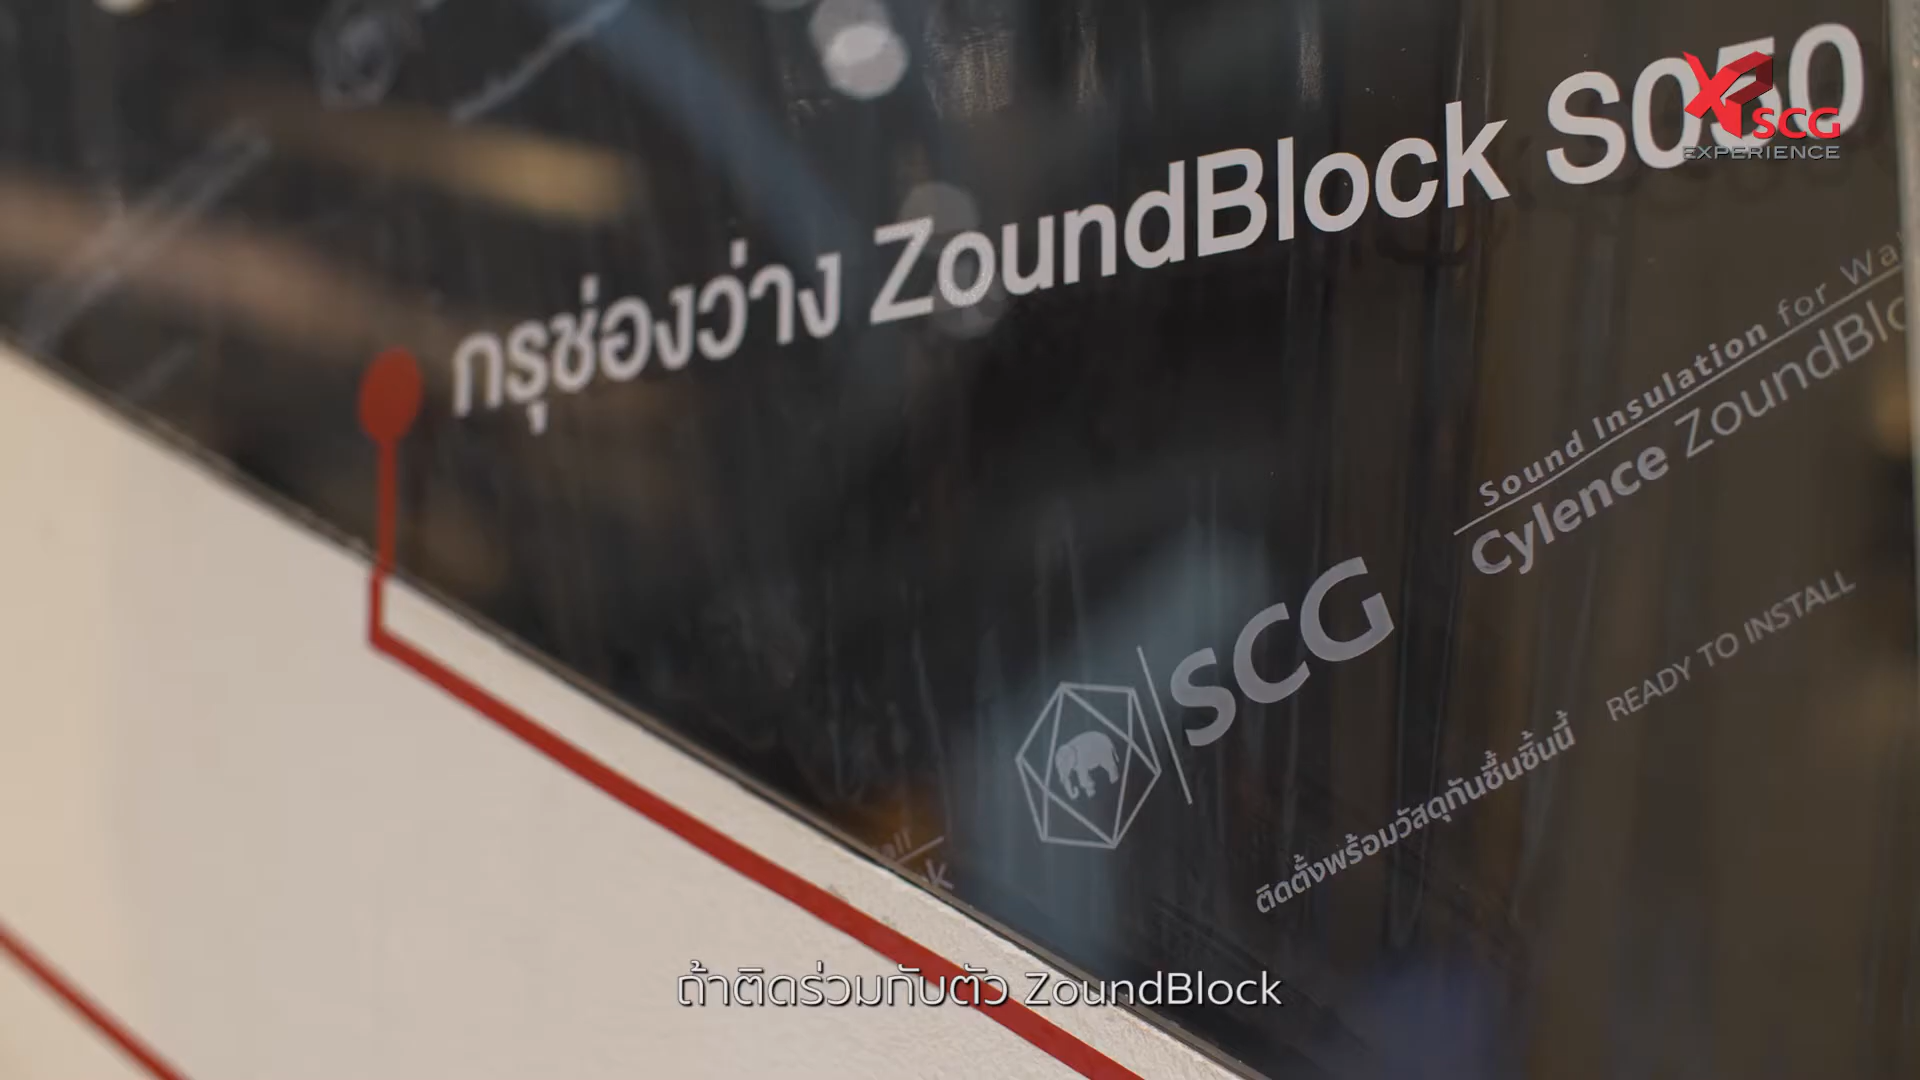 SCG
EXPERIENCE
กรุช่องว่าง ZoundBlock S050
Sound Insulation for
Cylence
SCG
READY TO INSTALL
ติดตั้งพร้อมวัสดุกันชื้นชิ้นนี้
ถ้าติดร่วมกับตัว ZoundBlock